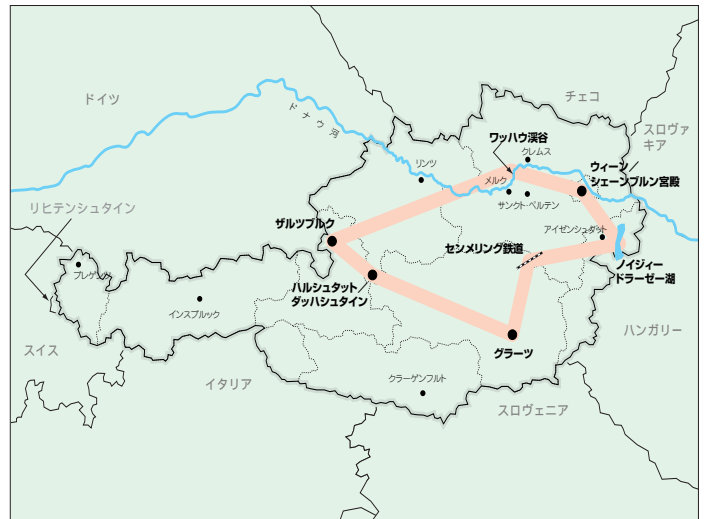 ドイツ
チェコ
ドナウ河
スロヴァ
キア
ワッハウ渓谷
クレムス
リンツ
ウィーン/
シェーンブルン宮殿
メルク
サンクト・ペルテン
リヒテンシュタイン
ザルツブルク
アイゼンシュタット
センメリング鉄道
ブレゲンツ
ノイジィー
ドラーゼー湖
ハルシュタット/
ダッハシュタイン
インスブルック
ハンガリー
スイス
グラーツ
イタリア
クラーゲンフルト
スロヴェニア